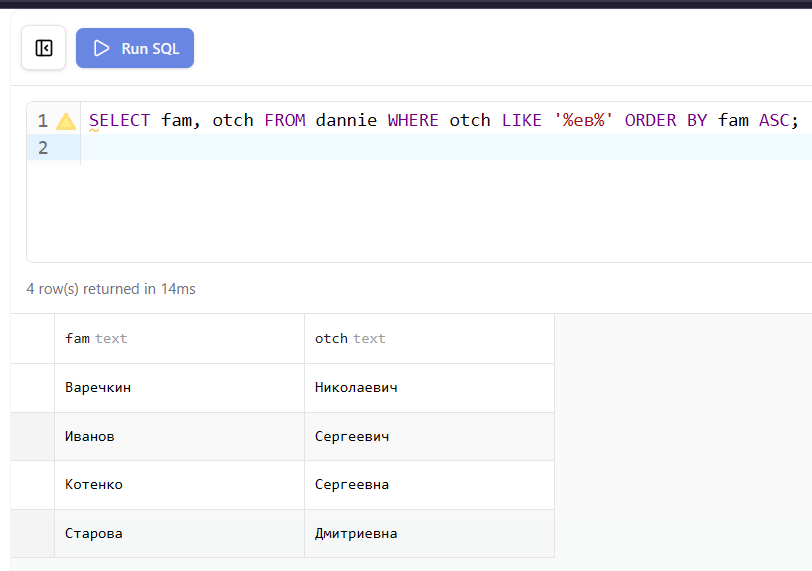 Run SQL
1 SELECT fam, otch FROM dannie WHERE otch LIKE '%ев%' ORDER BY fam ASC;
2
4 row(s) returned in 14ms
fam text otch text
Варечкин Николаевич
Иванов Сергеевич
Котенко Сергеевна
Старова Дмитриевна